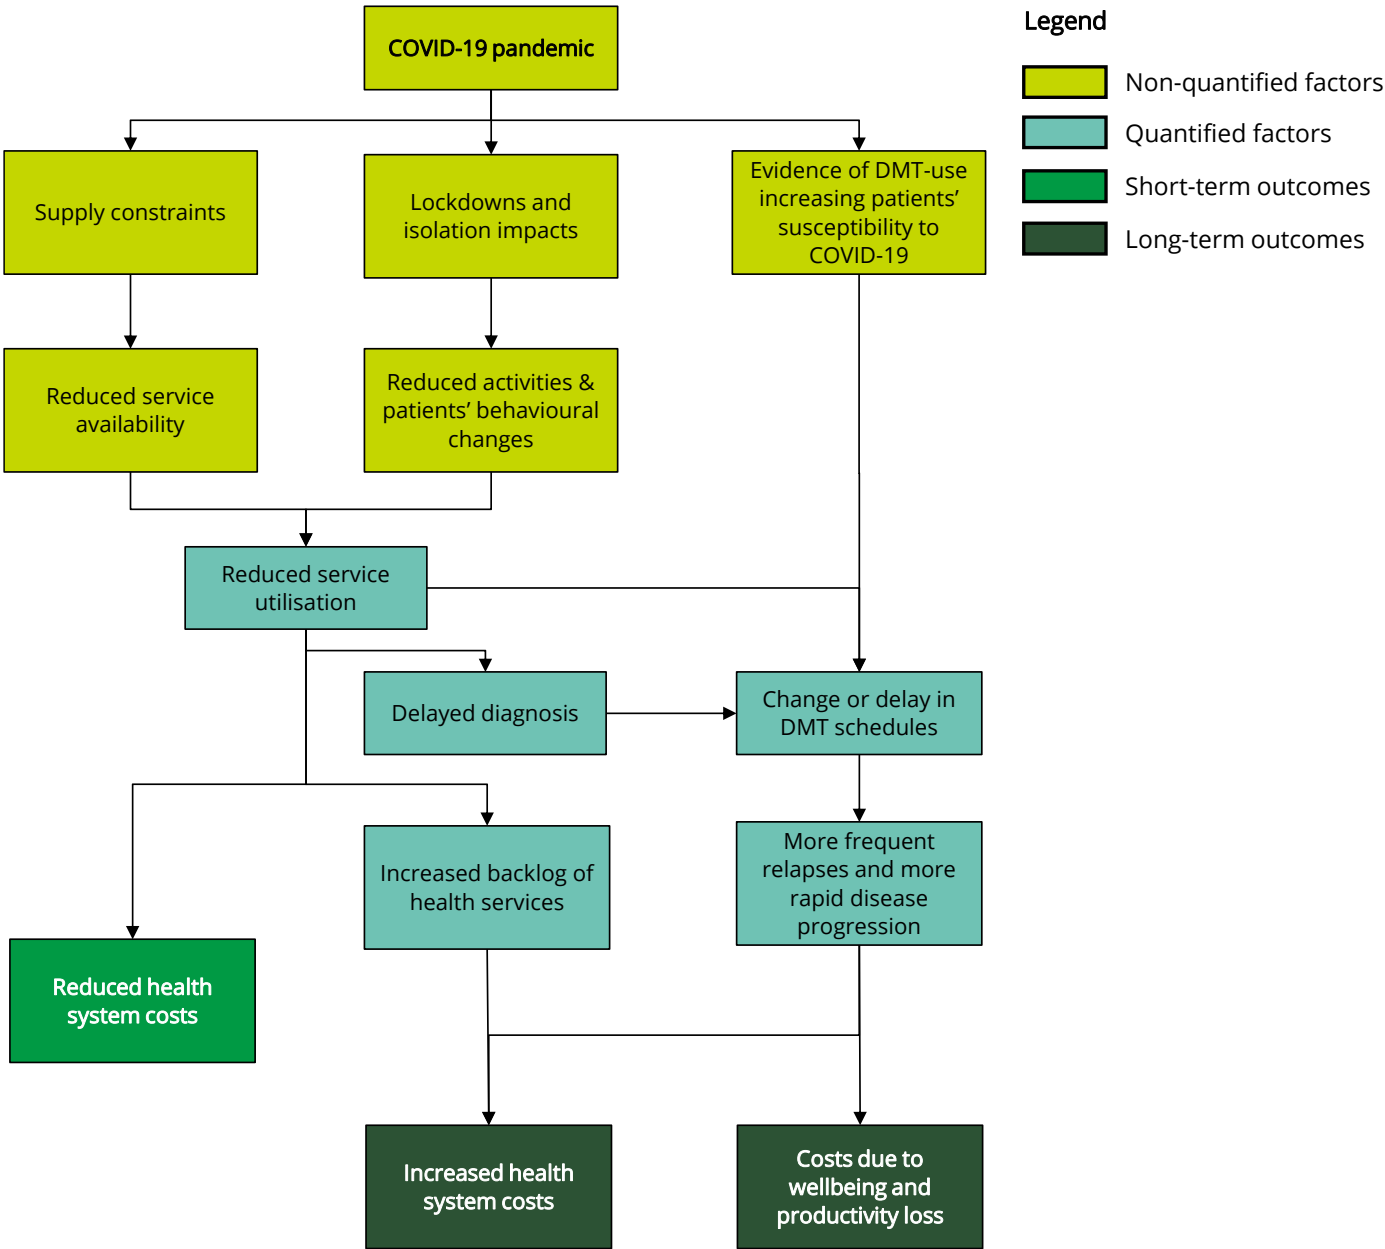 COVID-19 pandemic
Legend
Non-quantified factors
Quantified factors
Short-term outcomes
Long-term outcomes
Supply constraints
Lockdowns and
isolation impacts
Evidence of DMT-use
increasing patients’
susceptibility to
COVID-19
Reduced service
availability
Reduced activities &
patients’ behavioural
changes
Reduced service
utilisation
Delayed diagnosis
Change or delay in
DMT schedules
Increased backlog of
health services
More frequent
relapses and more
rapid disease
progression
Reduced health
system costs
Increased health
system costs
Costs due to
wellbeing and
productivity loss